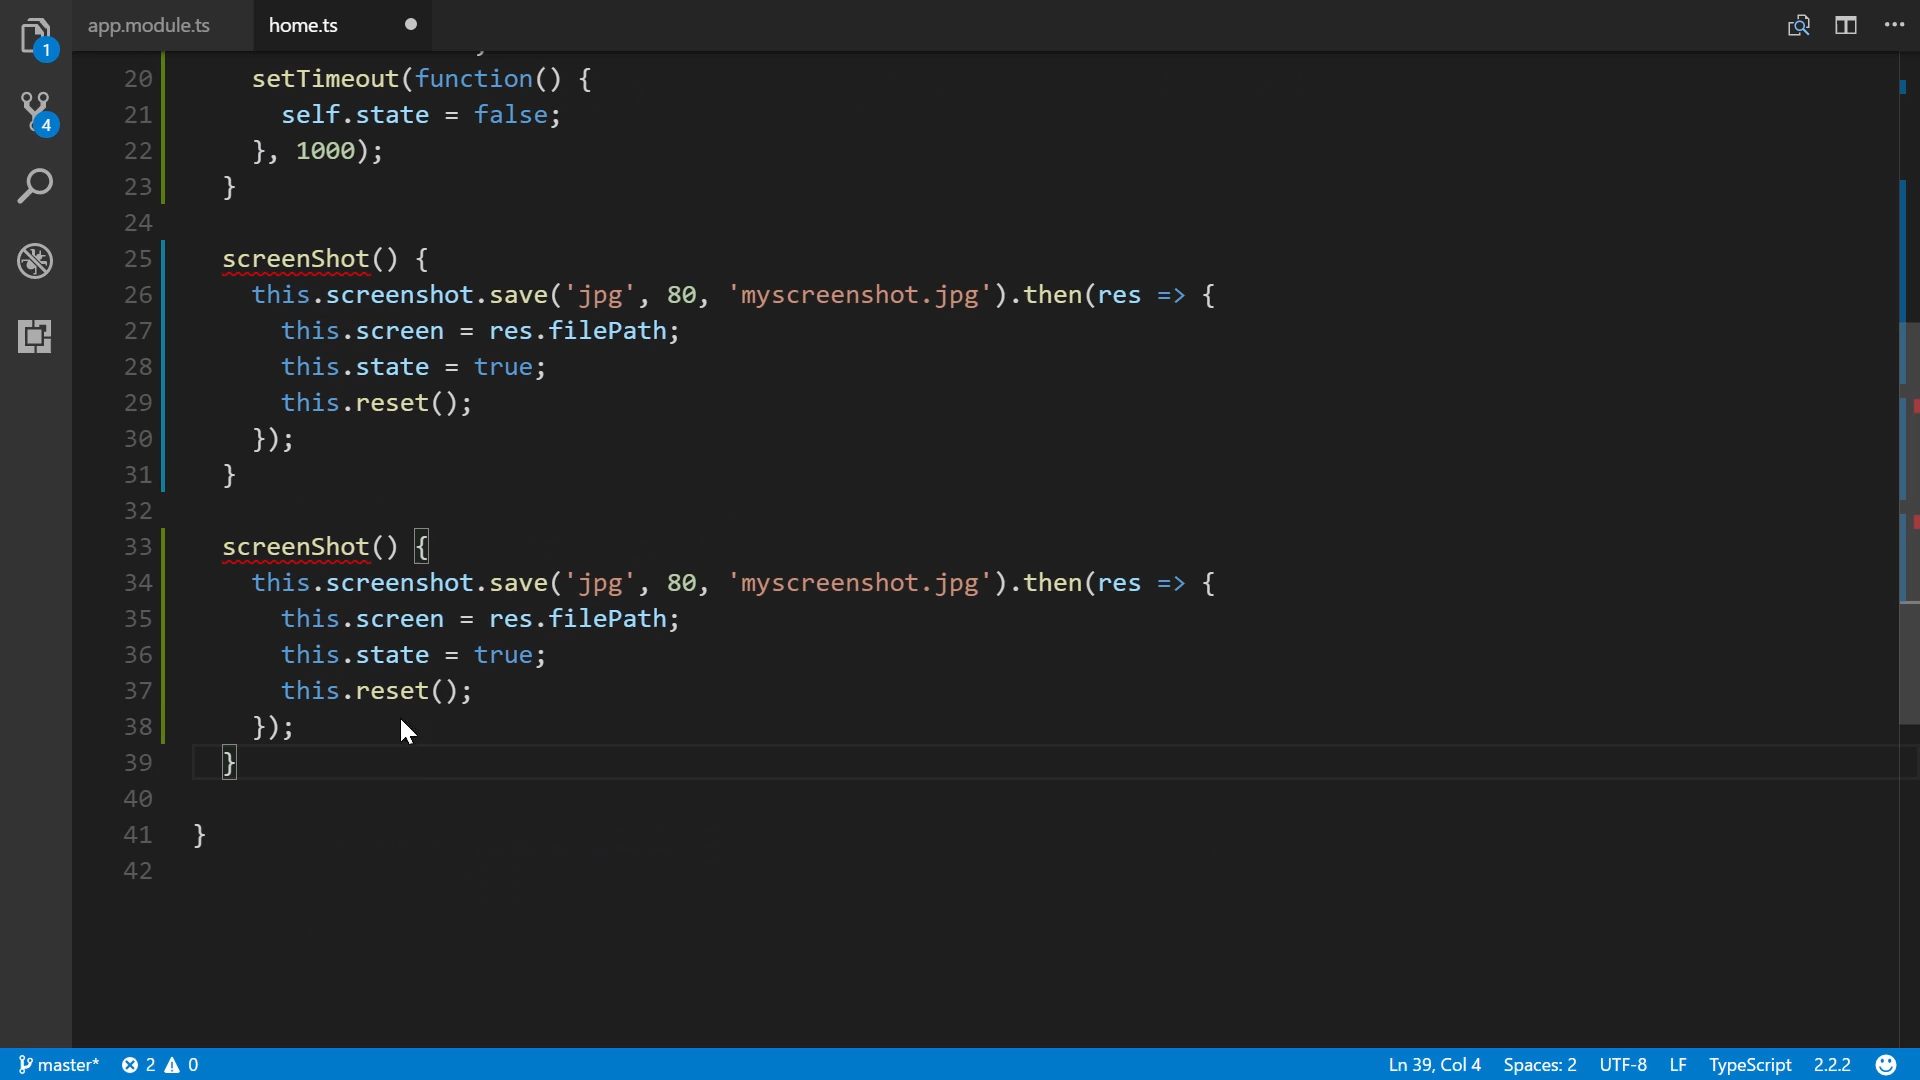 app.module.ts
home.ts
1
4
20 setTimeout(function() {
21 self.state = false;
22 }, 1000);
23 }
24
25 screenShot() {
26 this.screenshot.save('jpg', 80, 'myscreenshot.jpg').then(res => {
27 this.screen = res.filePath;
28 this.state = true;
29 this.reset();
30 });
31 }
32
33 screenShot() {
34 this.screenshot.save('jpg', 80, 'myscreenshot.jpg').then(res => {
35 this.screen = res.filePath;
36 this.state = true;
37 this.reset();
38 });
39 }
40
41 }
42
master* 2 0 Ln 39, Col 4 Spaces: 2 UTF-8 LF TypeScript 2.2.2